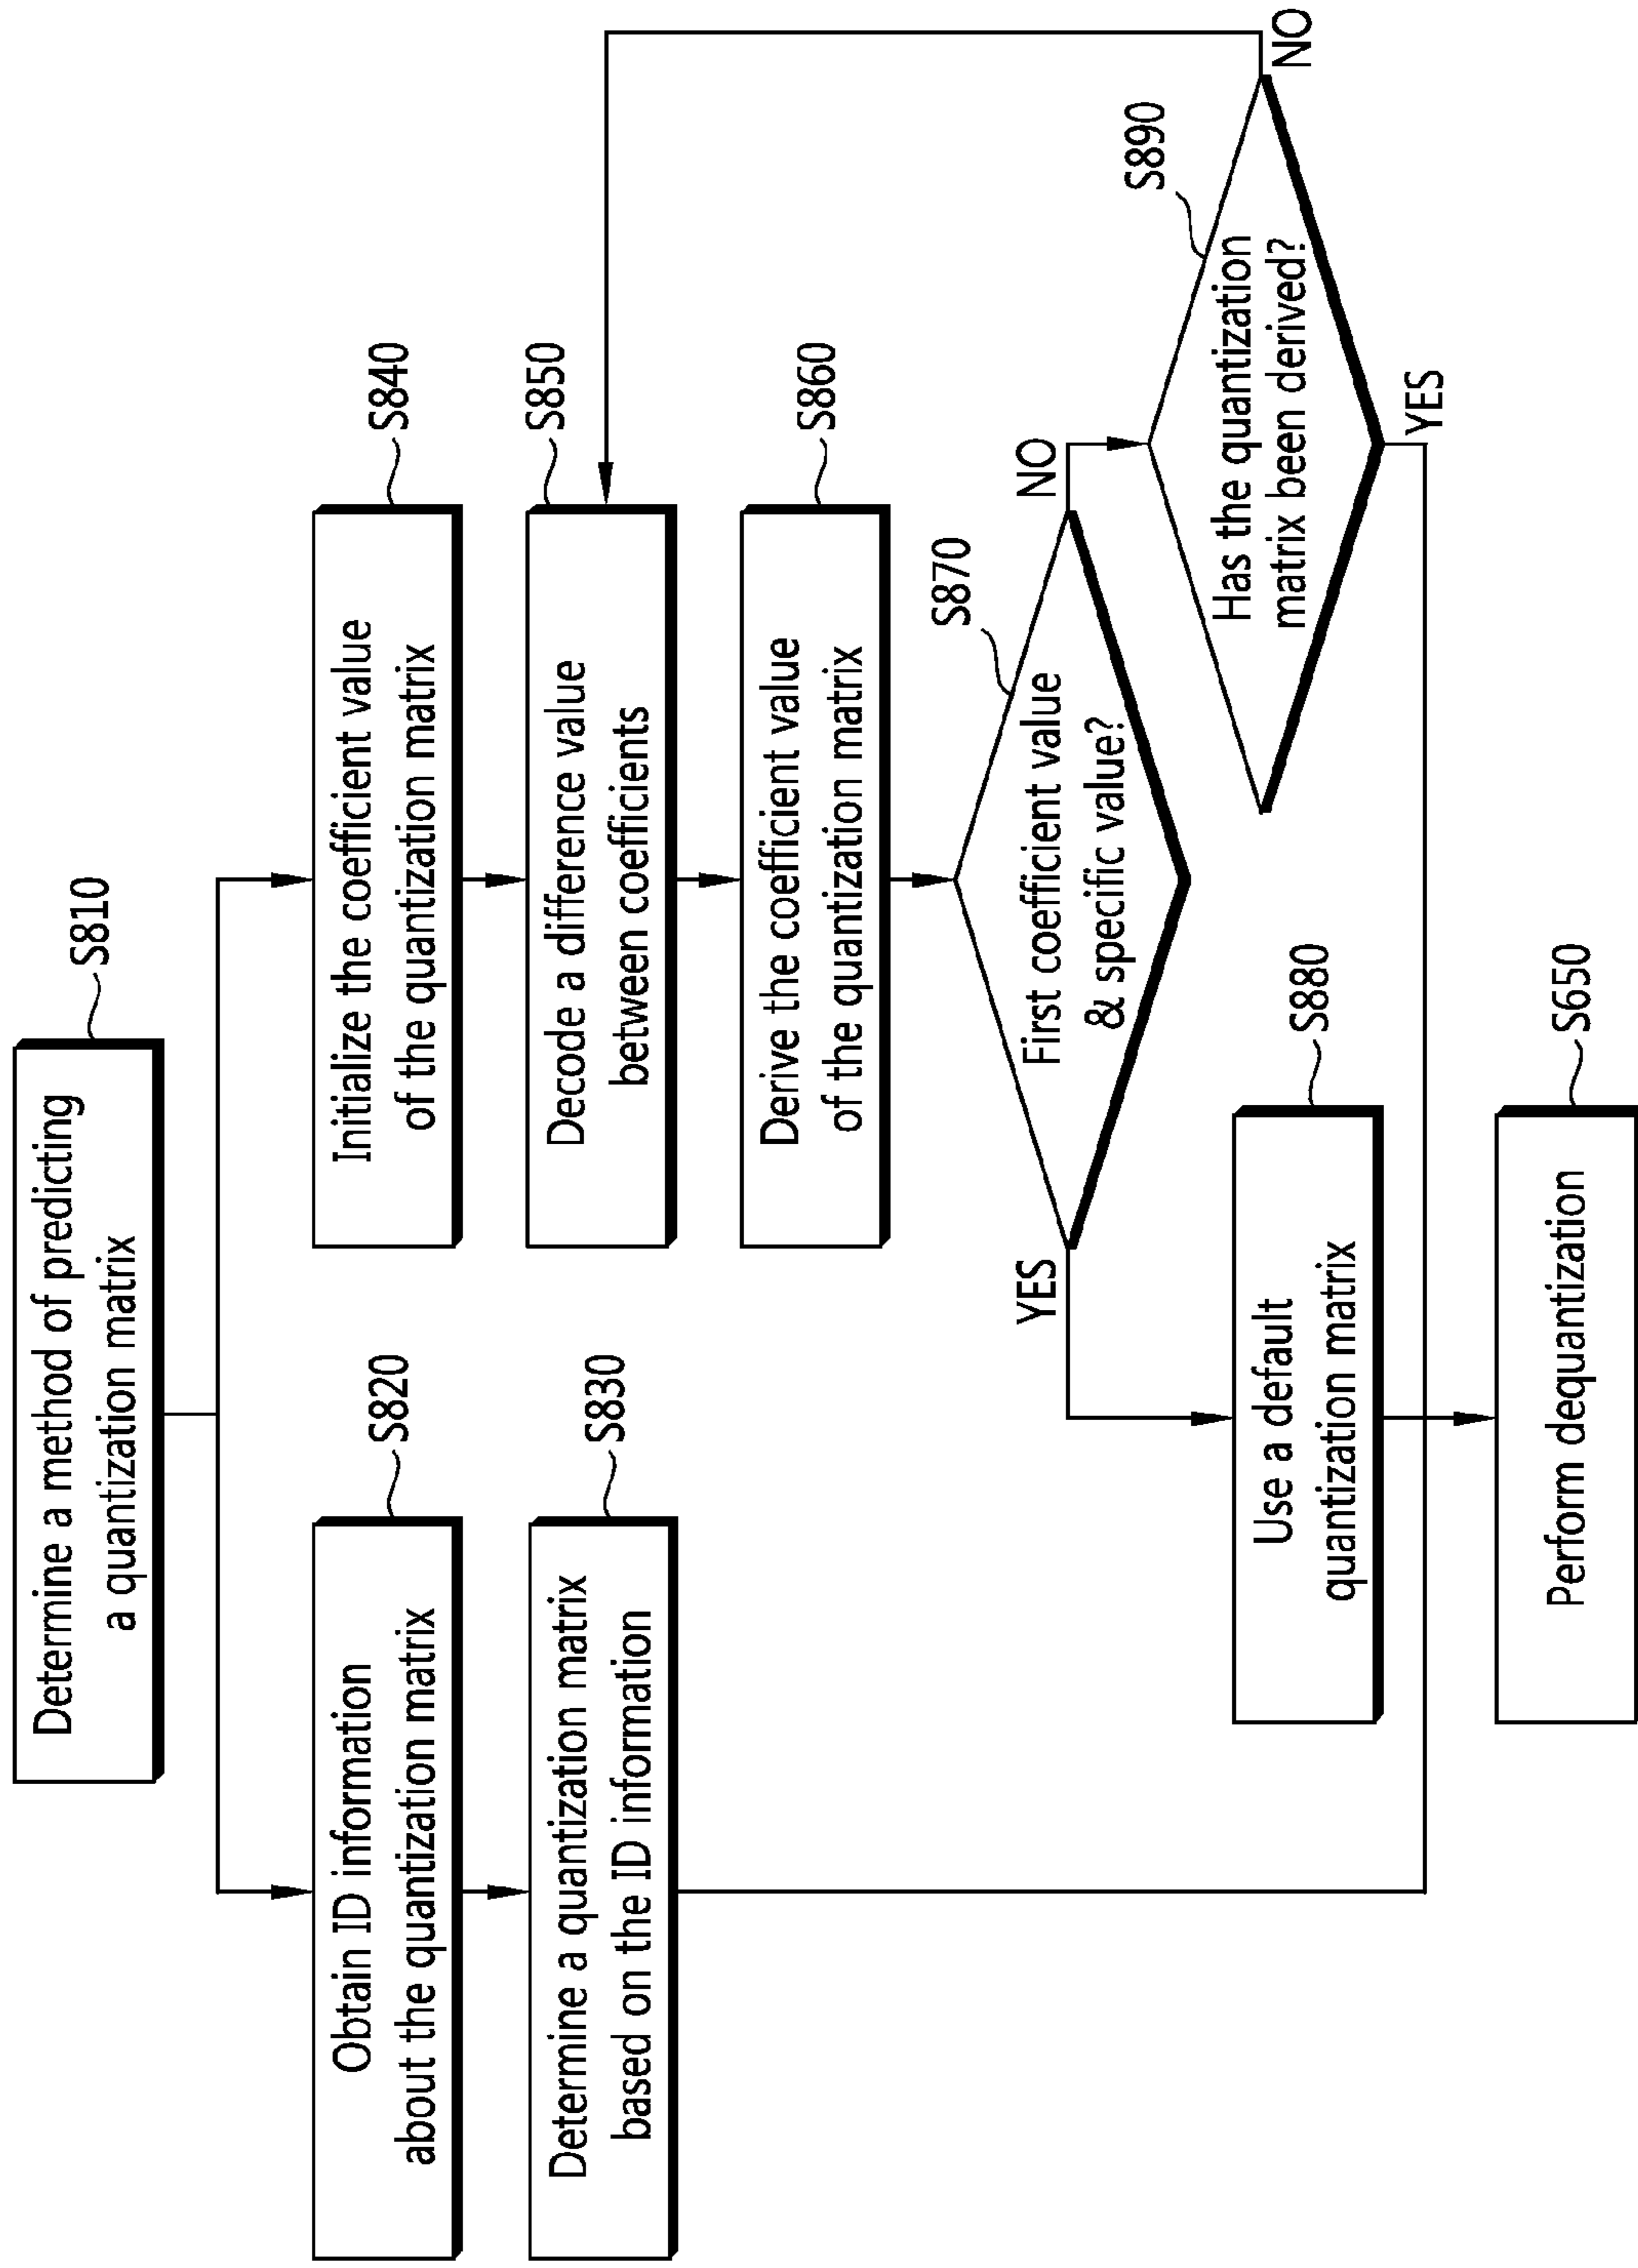 Determine a method of predicting
a quantization matrix
S810
Obtain ID information
about the quantization matrix
S820
Determine a quantization matrix
based on the ID information
S830
Initialize the coefficient value
of the quantization matrix
S840
Decode a difference value
between coefficients
S850
Derive the coefficient value
of the quantization matrix
S860
First coefficient value
& specific value?
S870
YES
NO
Use a default
quantization matrix
S880
Has the quantization
matrix been derived?
S890
NO
YES
Perform dequantization
S650